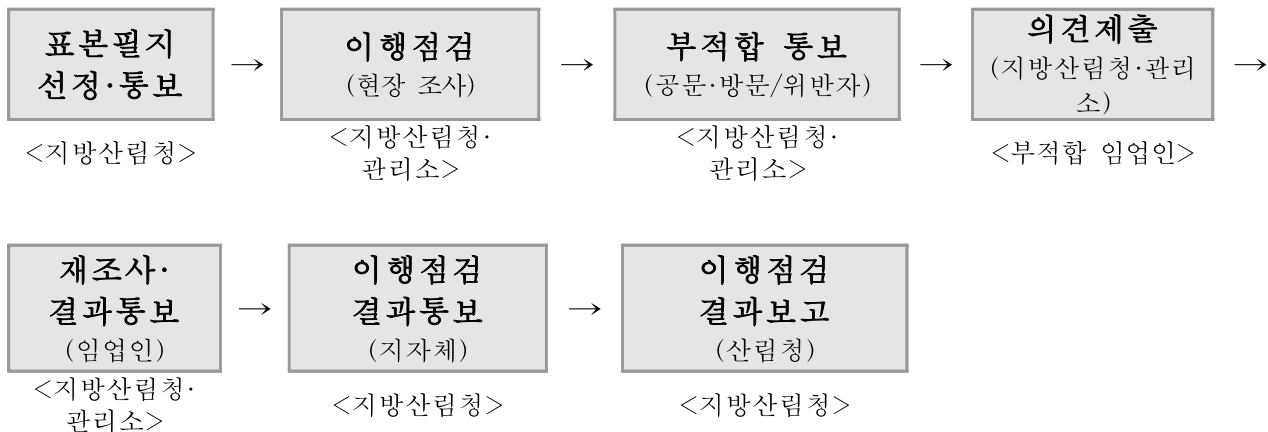 표본필지
선정·통보
→
이행점검
(현장 조사)
→
부적합 통보
(공문·방문/위반자)
→
의견제출
(지방산림청·관리
소)
→
<지방산림청>
<지방산림청·
관리소>
<지방산림청·
관리소>
<부적합 임업인>
재조사·
결과통보
(임업인)
→
이행점검
결과통보
(지자체)
→
이행점검
결과보고
(산림청)
<지방산림청·
관리소>
<지방산림청>
<지방산림청>